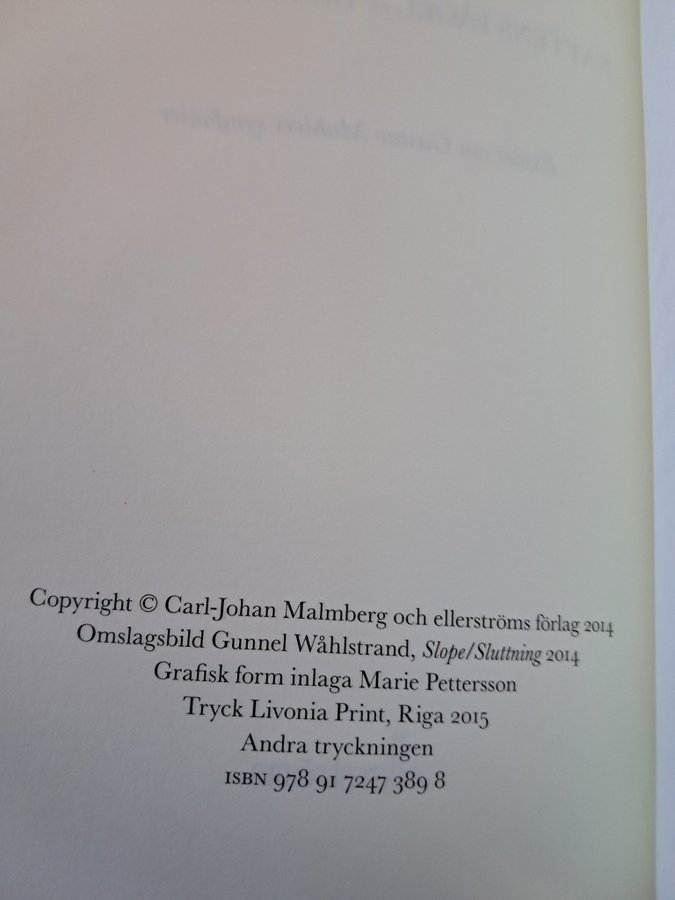 Copyright © Carl-Johan Malmberg och ellerströms förlag 2014
Omslagsbild Gunnel Wåhlstrand, Slope/Sluttning 2014
Grafisk form inlaga Marie Pettersson
Tryck Livonia Print, Riga 2015
Andra tryckningen
ISBN 978 91 7247 389 8